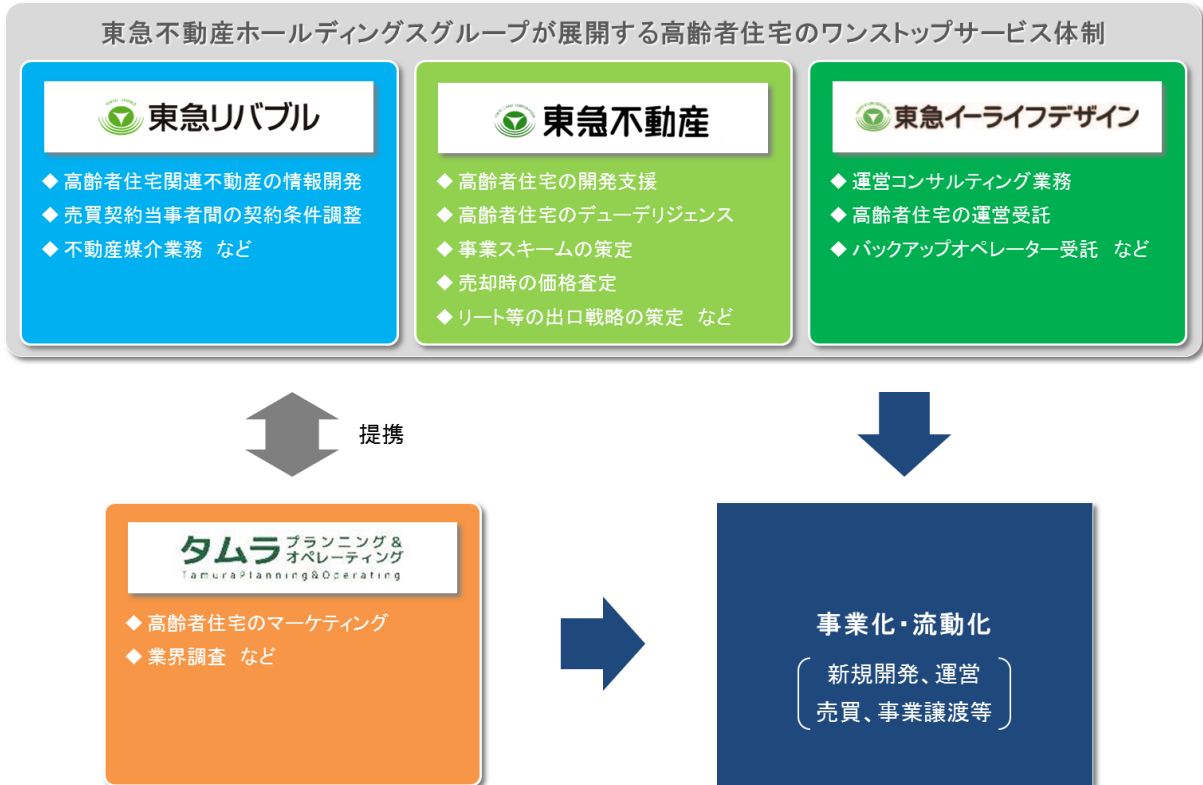 東急不動産ホールディングスグループが展開する高齢者住宅のワンストップサービス体制
東急リバブル
◆ 高齢者住宅関連不動産の情報開発
◆ 売買契約当事者間の契約条件調整
◆ 不動産媒介業務 など
東急不動産
◆ 高齢者住宅の開発支援
◆ 高齢者住宅のデューデリジェンス
◆ 事業スキームの策定
◆ 売却時の価格査定
◆ リート等の出口戦略の策定 など
東急イーライフデザイン
◆ 運営コンサルティング業務
◆ 高齢者住宅の運営受託
◆ バックアップオペレーター受託 など
提携
タムラ プランニング&
オペレーティング
TamuraPlanning&Operating
◆ 高齢者住宅のマーケティング
◆ 業界調査 など
事業化・流動化
新規開発、運営
売買、事業譲渡等